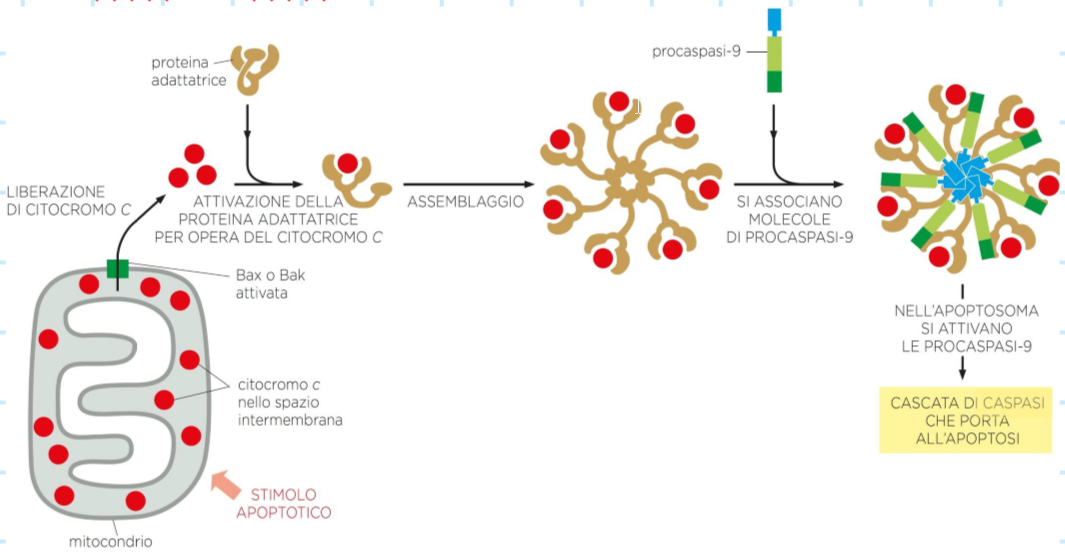 proteina
adattatrice
procaspasi-9
LIBERAZIONE
DI CITOCROMO C
ATTIVAZIONE DELLA
PROTEINA ADATTATRICE
PER OPERA DEL CITOCROMO C
ASSEMBLAGGIO
SI ASSOCIANO
MOLECOLE
DI PROCASPASI-9
Bax o Bak
attivata
citocromo c
nello spazio
intermembrana
STIMOLO
APOPTOTICO
mitocondrio
NELL'APOPTOSOMA
SI ATTIVANO
LE PROCASPASI-9
CASCATA DI CASPASI
CHE PORTA
ALL'APOPTOSI